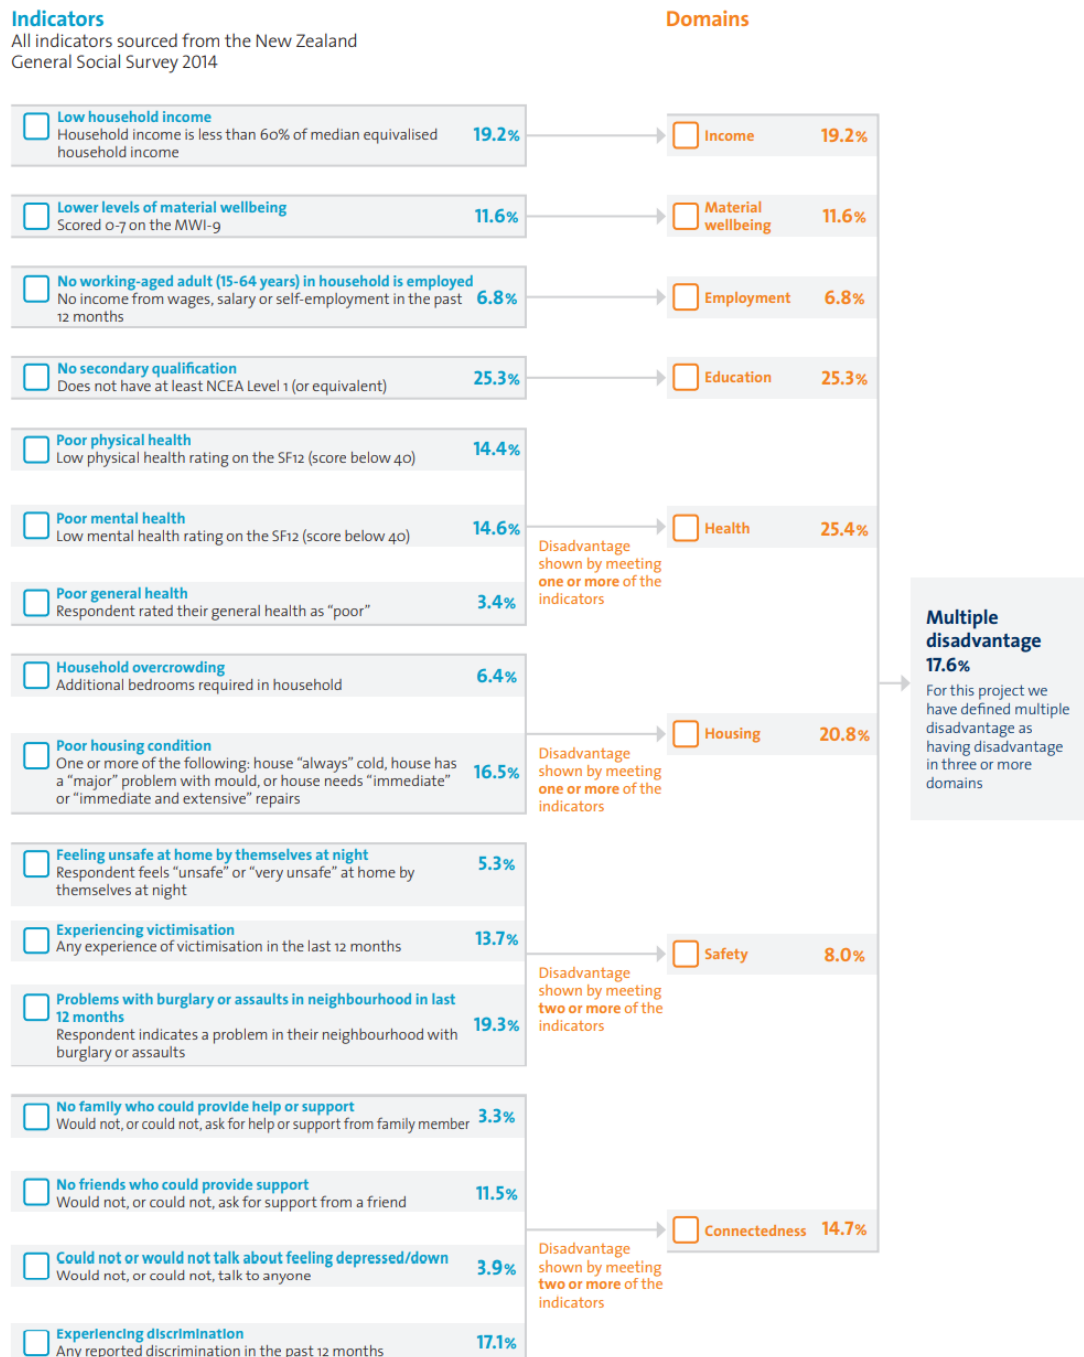 Indicators
All indicators sourced from the New Zealand
General Social Survey 2014
Domains
Low household income
Household income is less than 60% of median equivalised
household income
19.2%
Income
19.2%
Lower levels of material wellbeing
Scored 0-7 on the MWI-9
11.6%
Material
wellbeing
11.6%
No working-aged adult (15-64 years) in household is employed
No income from wages, salary or self-employment in the past
12 months
6.8%
Employment
6.8%
No secondary qualification
Does not have at least NCEA Level 1 (or equivalent)
25.3%
Education
25.3%
Poor physical health
Low physical health rating on the SF12 (score below 40)
14.4%
Poor mental health
Low mental health rating on the SF12 (score below 40)
14.6%
Poor general health
Respondent rated their general health as “poor”
3.4%
Disadvantage
shown by meeting
one or more of the
indicators
Health
25.4%
Household overcrowding
Additional bedrooms required in household
6.4%
Poor housing condition
One or more of the following: house “always” cold, house has
a “major” problem with mould, or house needs “immediate”
or “immediate and extensive” repairs
16.5%
Disadvantage
shown by meeting
one or more of the
indicators
Housing
20.8%
Feeling unsafe at home by themselves at night
Respondent feels “unsafe” or “very unsafe” at home by
themselves at night
5.3%
Experiencing victimisation
Any experience of victimisation in the last 12 months
13.7%
Problems with burglary or assaults in neighbourhood in last
12 months
Respondent indicates a problem in their neighbourhood with
burglary or assaults
19.3%
Disadvantage
shown by meeting
two or more of the
indicators
Safety
8.0%
No family who could provide help or support
Would not, or could not, ask for help or support from family member
3.3%
No friends who could provide support
Would not, or could not, ask for support from a friend
11.5%
Could not or would not talk about feeling depressed/down
Would not, or could not, talk to anyone
3.9%
Experiencing discrimination
Any reported discrimination in the past 12 months
17.1%
Disadvantage
shown by meeting
two or more of the
indicators
Connectedness
14.7%
Multiple
disadvantage
17.6%
For this project we
have defined multiple
disadvantage as
having disadvantage
in three or more
domains